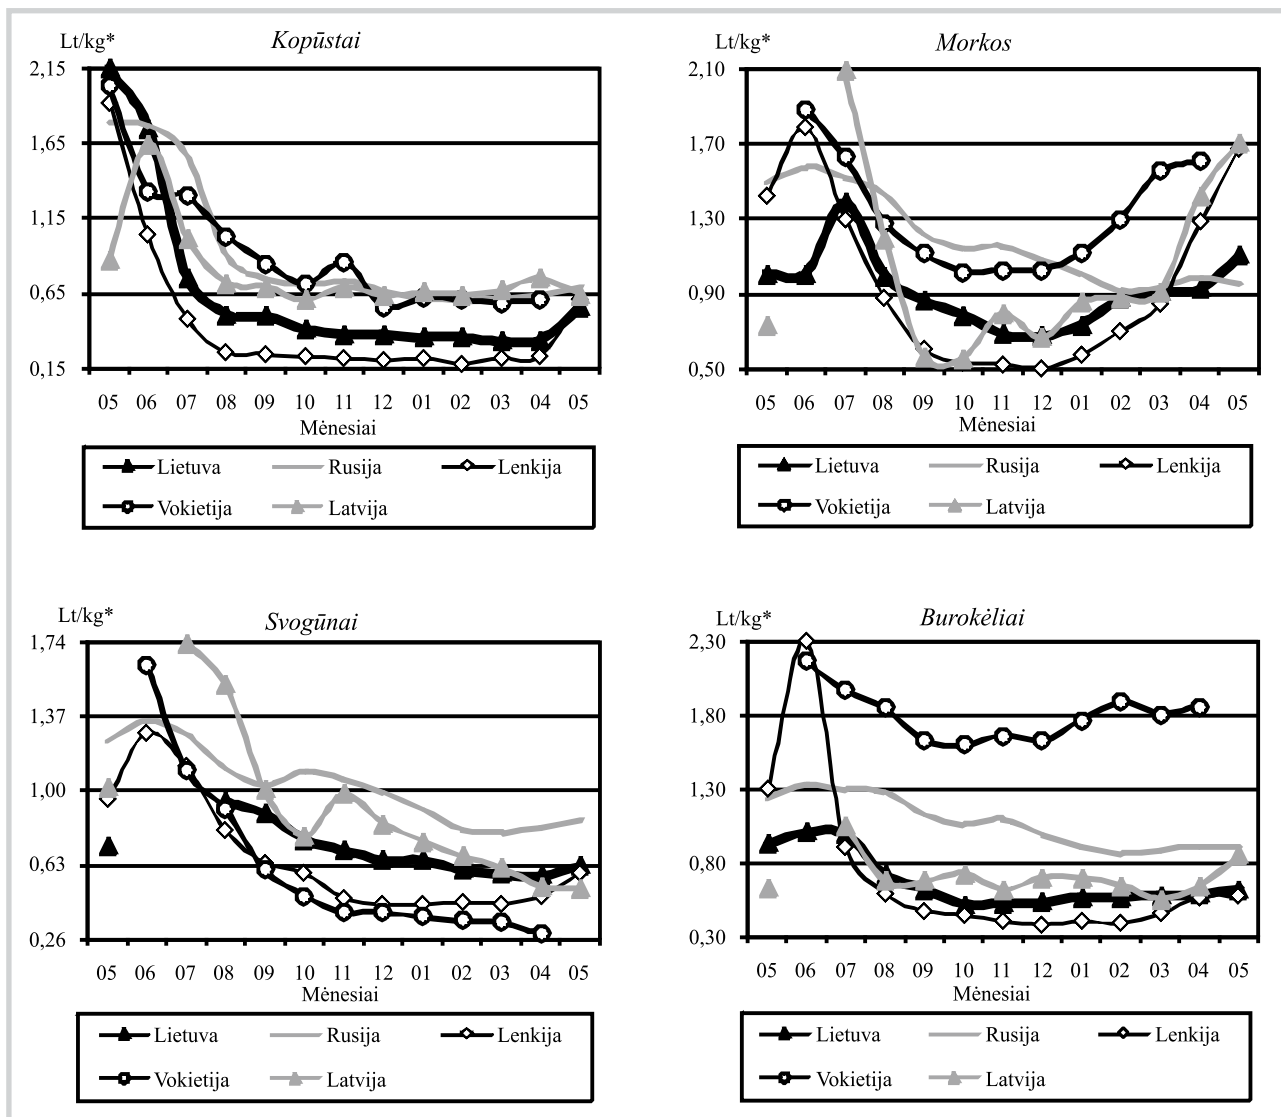 Kopūstai
Lt/kg*
2,15
1,65
1,15
0,65
0,15
05 06 07 08 09 10 11 12 01 02 03 04 05
Mėnesiai
Lietuva Rusija Lenkija
Vokietija Latvija
Morkos
Lt/kg*
2,10
1,70
1,30
0,90
0,50
05 06 07 08 09 10 11 12 01 02 03 04 05
Mėnesiai
Lietuva Rusija Lenkija
Vokietija Latvija
Svogūnai
Lt/kg*
1,74
1,37
1,00
0,63
0,26
05 06 07 08 09 10 11 12 01 02 03 04 05
Mėnesiai
Lietuva Rusija Lenkija
Vokietija Latvija
Burokėliai
Lt/kg*
2,30
1,80
1,30
0,80
0,30
05 06 07 08 09 10 11 12 01 02 03 04 05
Mėnesiai
Lietuva Rusija Lenkija
Vokietija Latvija